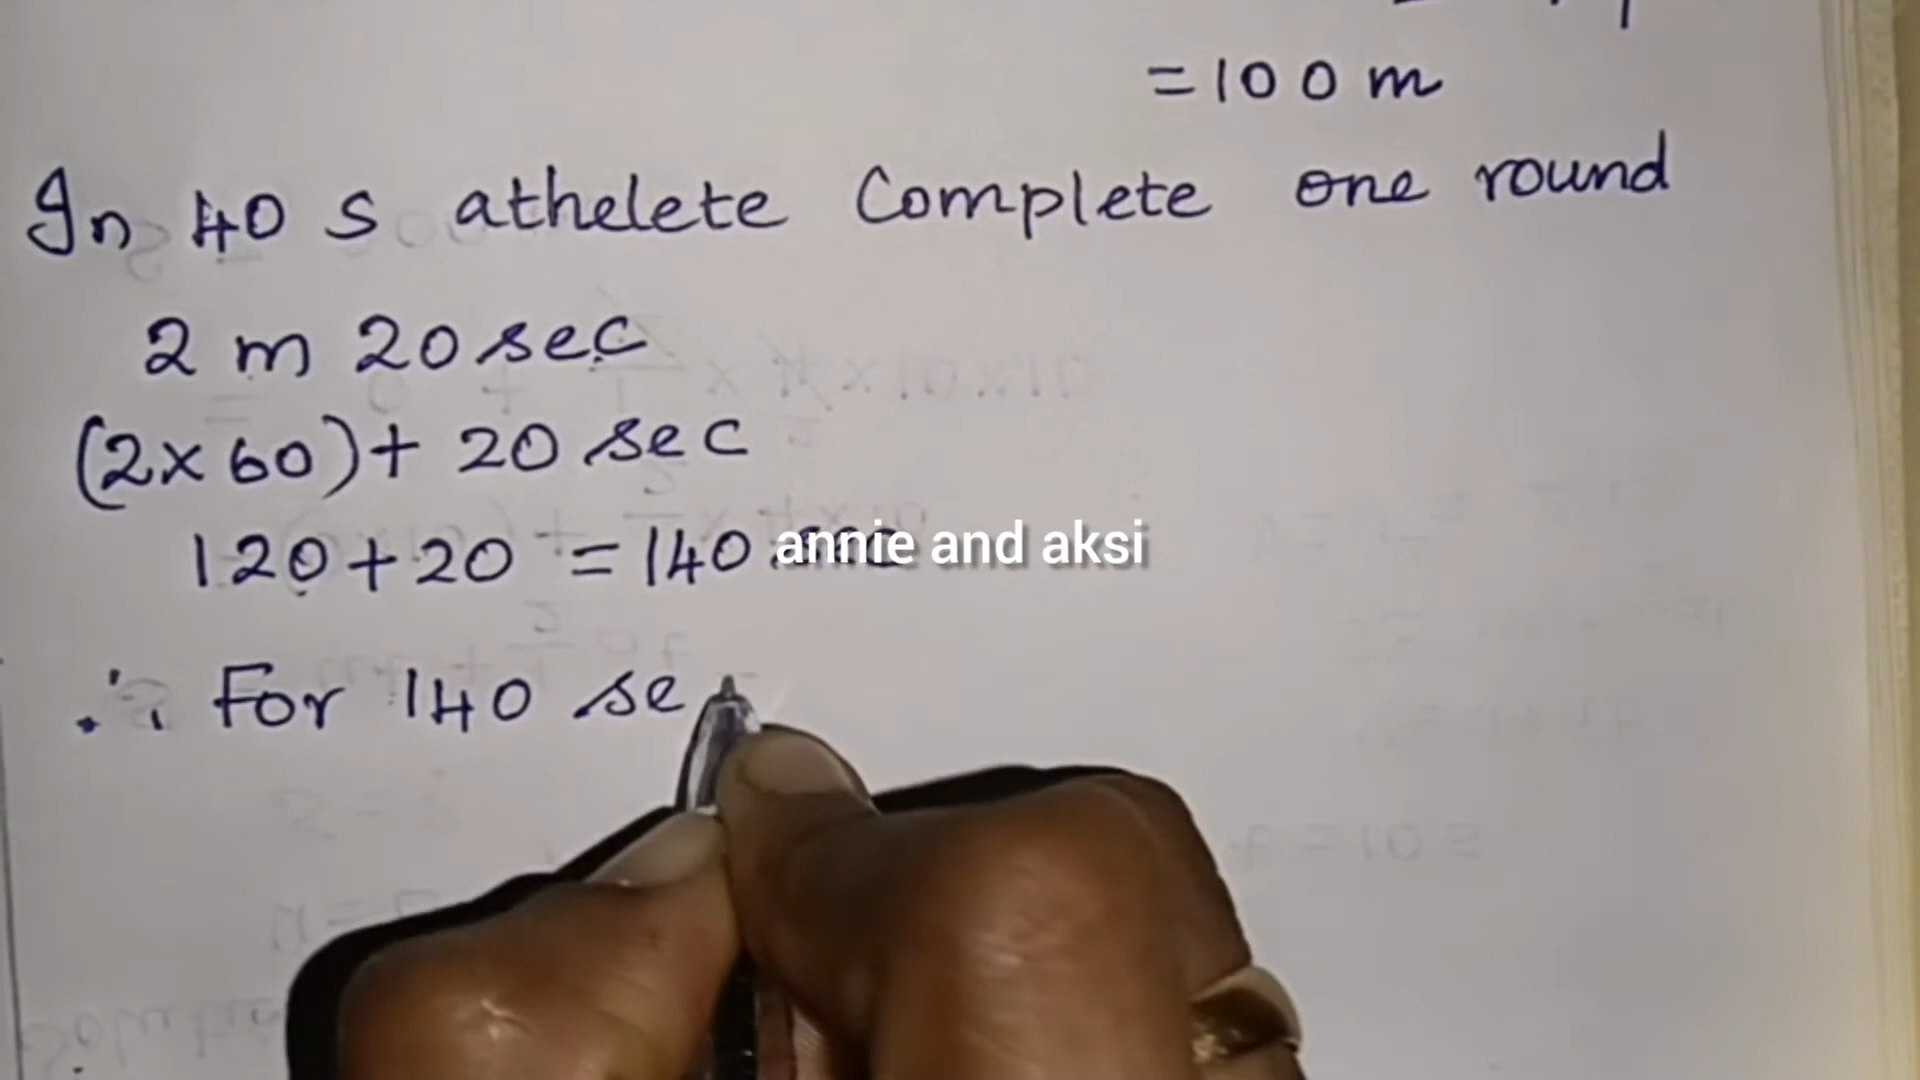 = 100 m
In 40 s athelete Complete one round
2 m 20 sec
(2 x 60) + 20 sec
120 + 20 = 140 sec
annie and aksi
∴ For 140 se